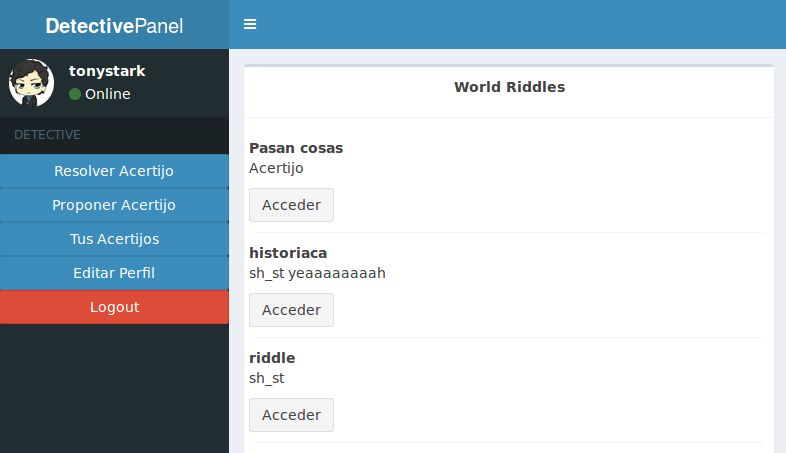 DetectivePanel
tonystark
Online
DETECTIVE
Resolver Acertijo
Proponer Acertijo
Tus Acertijos
Editar Perfil
Logout
World Riddles
Pasan cosas
Acertijo
Acceder
historiaca
sh_st yeaaaaaaaah
Acceder
riddle
sh_st
Acceder